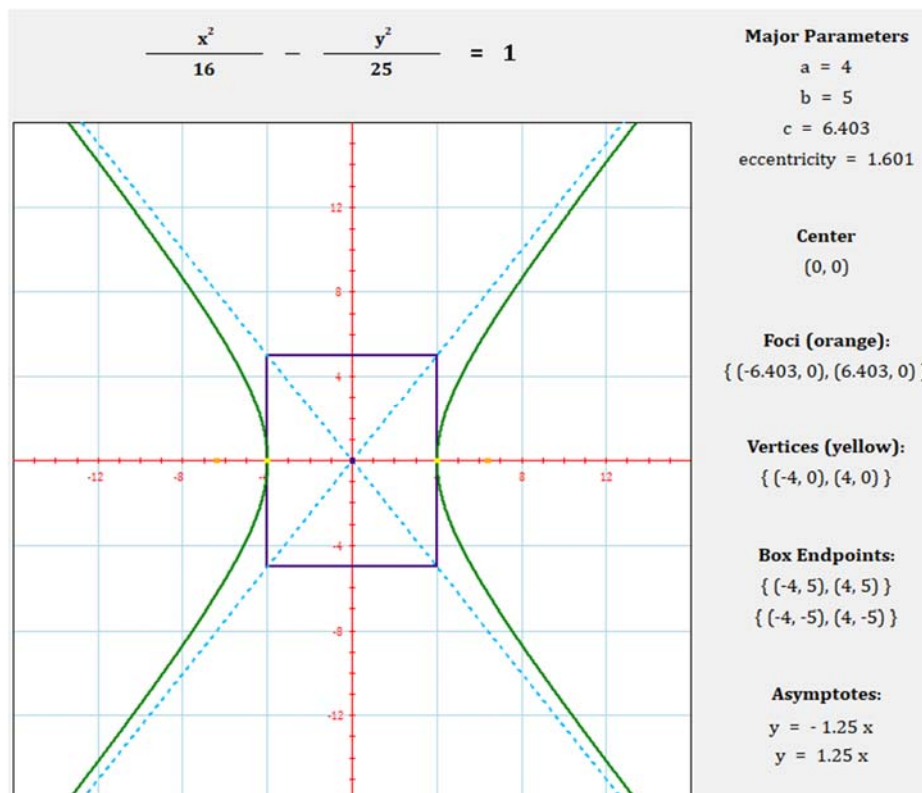 x²
16
−
y²
25
= 1
Major Parameters
a = 4
b = 5
c = 6.403
eccentricity = 1.601
Center
(0, 0)
Foci (orange):
{ (-6.403, 0), (6.403, 0) }
Vertices (yellow):
{ (-4, 0), (4, 0) }
Box Endpoints:
{ (-4, 5), (4, 5) }
{ (-4, -5), (4, -5) }
Asymptotes:
y = - 1.25 x
y = 1.25 x
12
8
4
-12 -8 8 12
-4
-8
-12